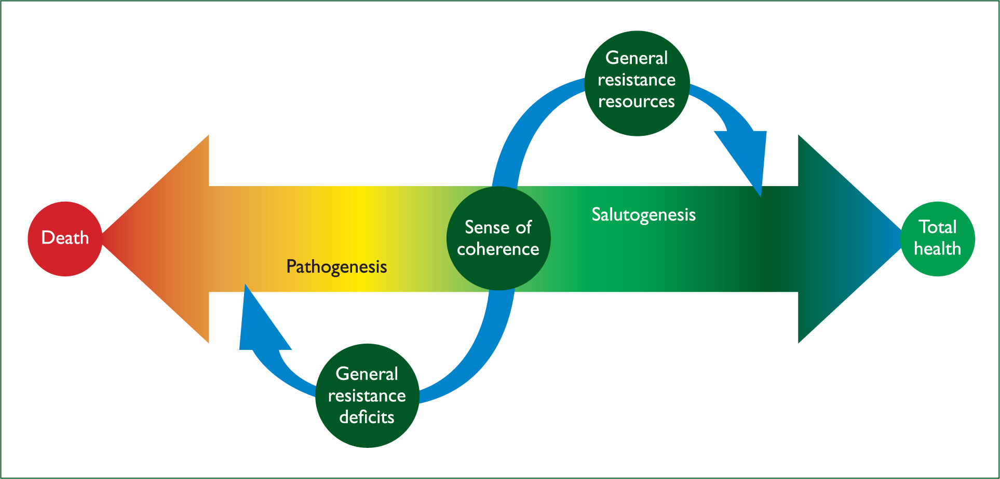 General
resistance
resources
Death
Sense of
coherence
Salutogenesis
Total
health
Pathogenesis
General
resistance
deficits